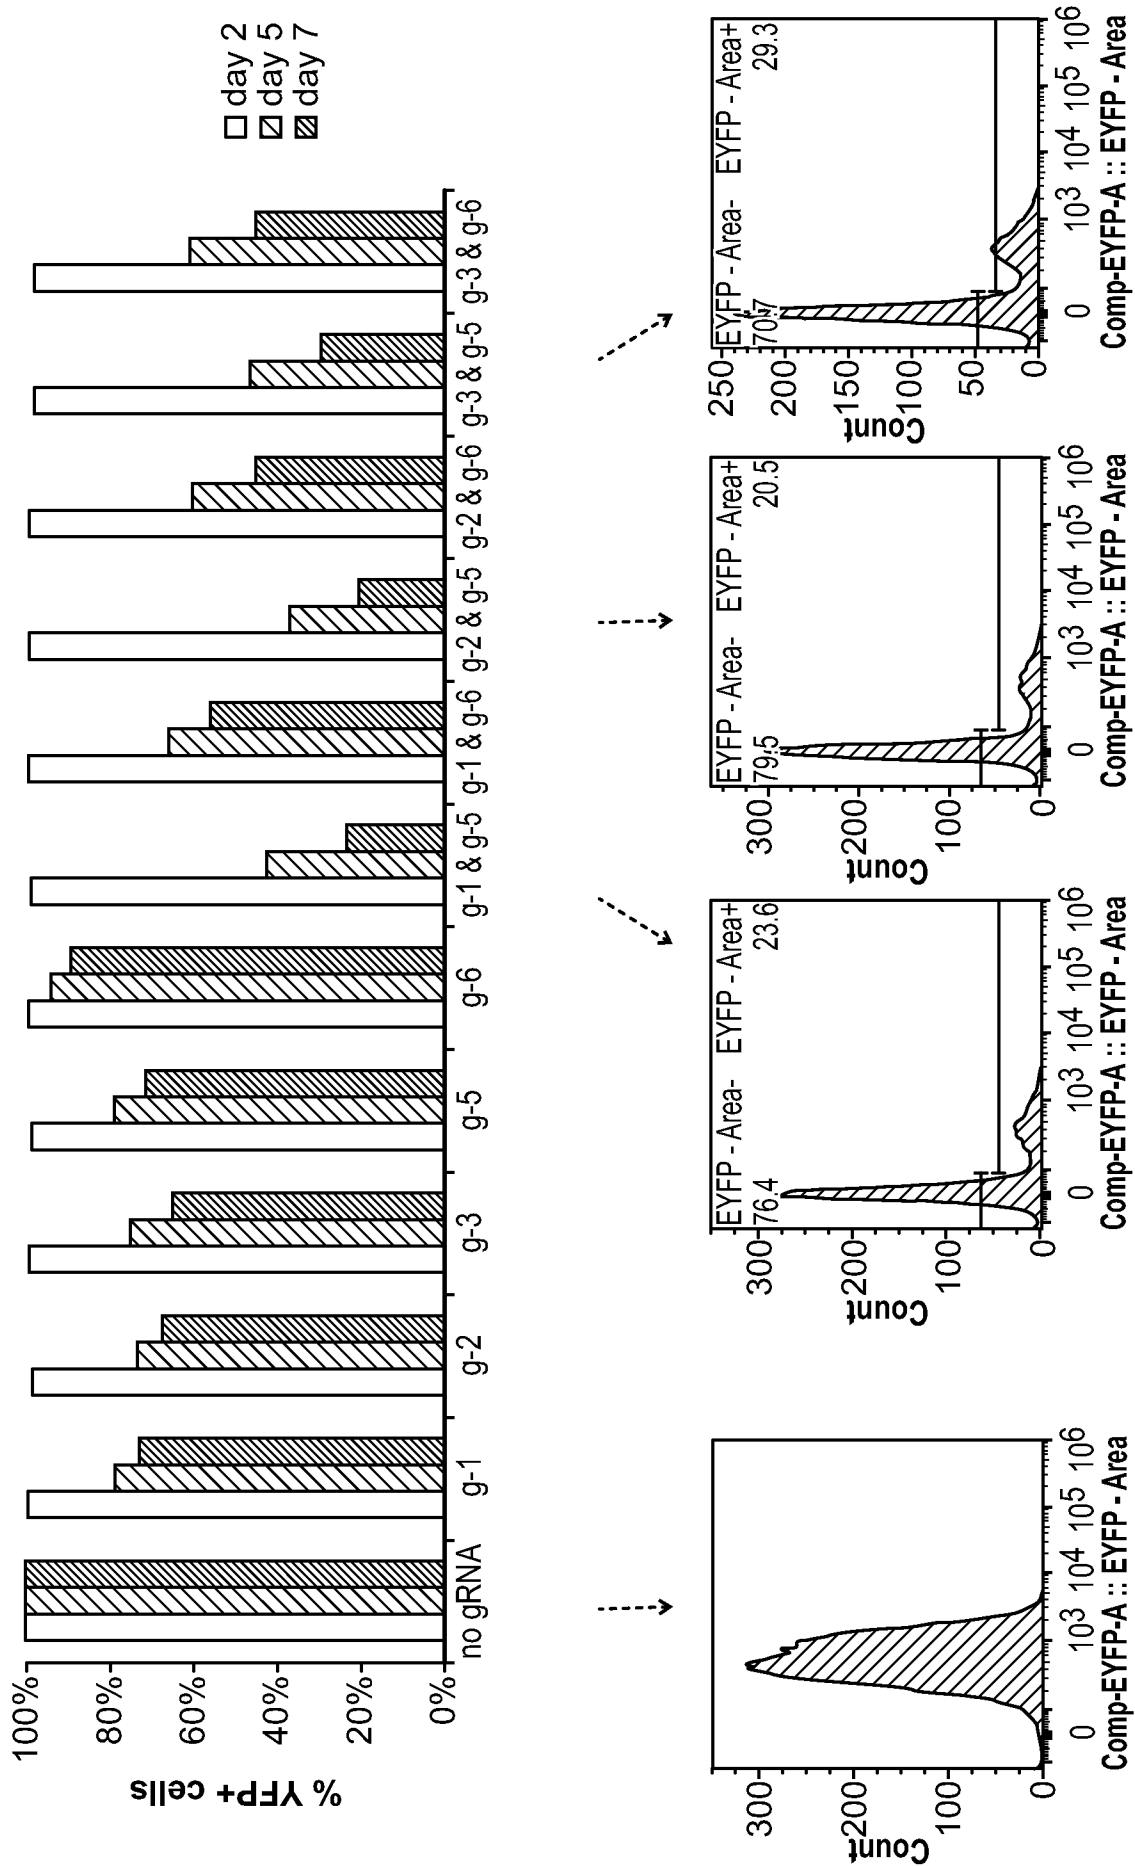 % YFP+ cells
100%
80%
60%
40%
20%
0%
no gRNA
g-1
g-2
g-3
g-5
g-6
g-1 & g-5
g-1 & g-6
g-2 & g-5
g-2 & g-6
g-3 & g-5
g-3 & g-6
day 2
day 5
day 7
Count
300
200
100
0
0 10³ 10⁴ 10⁵ 10⁶
Comp-EYFP-A :: EYFP - Area
EYFP - Area- EYFP - Area+
76.4 23.6
Count
300
200
100
0
0 10³ 10⁴ 10⁵ 10⁶
Comp-EYFP-A :: EYFP - Area
EYFP - Area- EYFP - Area+
79.5 20.5
Count
300
200
100
0
0 10³ 10⁴ 10⁵ 10⁶
Comp-EYFP-A :: EYFP - Area
EYFP - Area- EYFP - Area+
70.7 29.3
Count
250
200
150
100
50
0
0 10³ 10⁴ 10⁵ 10⁶
Comp-EYFP-A :: EYFP - Area